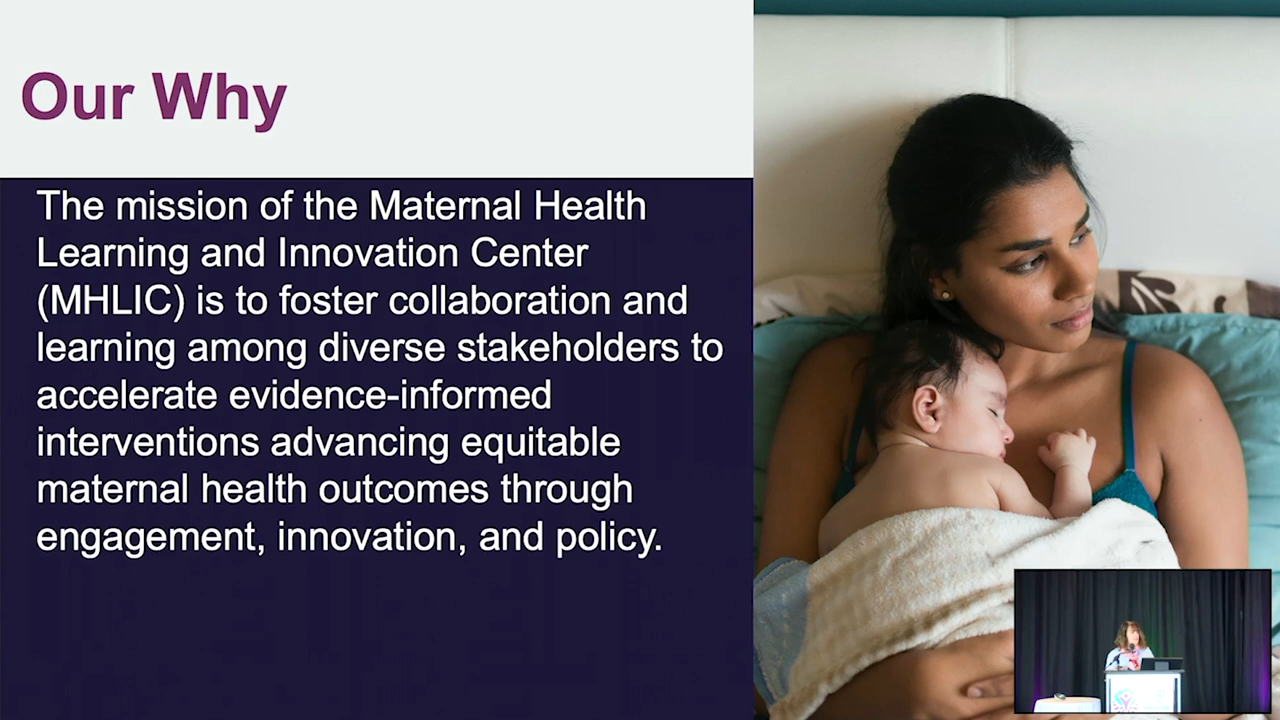 Our Why
The mission of the Maternal Health
Learning and Innovation Center
(MHLIC) is to foster collaboration and
learning among diverse stakeholders to
accelerate evidence-informed
interventions advancing equitable
maternal health outcomes through
engagement, innovation, and policy.